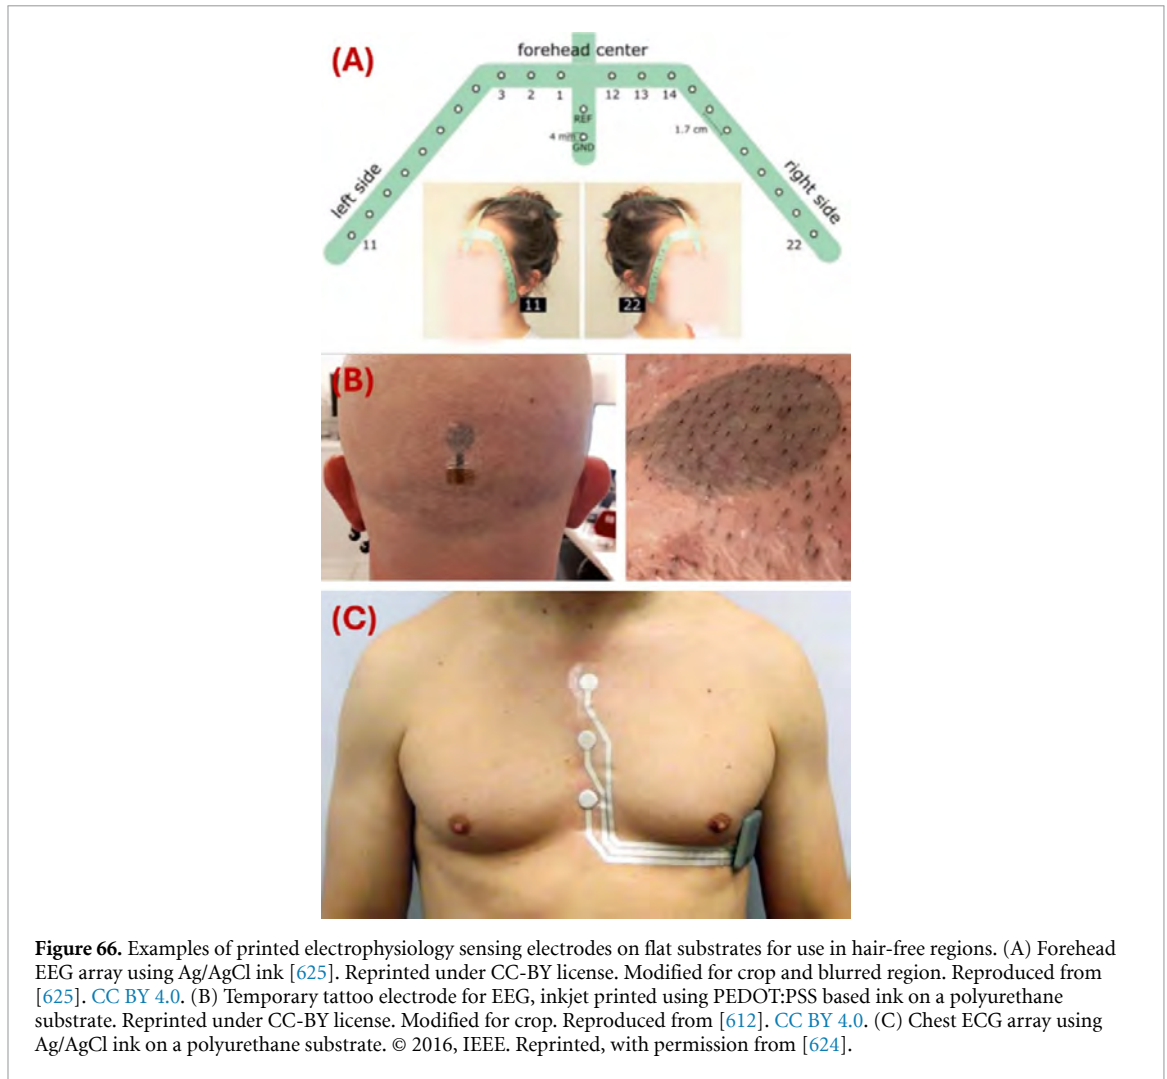 (A)
forehead center
3 2 1 12 13 14
REF
4 mm
GND
1.7 cm
left side
right side
11
22
11
22
(B)
(C)
Figure 66. Examples of printed electrophysiology sensing electrodes on flat substrates for use in hair-free regions. (A) Forehead
EEG array using Ag/AgCl ink [625]. Reprinted under CC-BY license. Modified for crop and blurred region. Reproduced from
[625]. CC BY 4.0. (B) Temporary tattoo electrode for EEG, inkjet printed using PEDOT:PSS based ink on a polyurethane
substrate. Reprinted under CC-BY license. Modified for crop. Reproduced from [612]. CC BY 4.0. (C) Chest ECG array using
Ag/AgCl ink on a polyurethane substrate. © 2016, IEEE. Reprinted, with permission from [624].